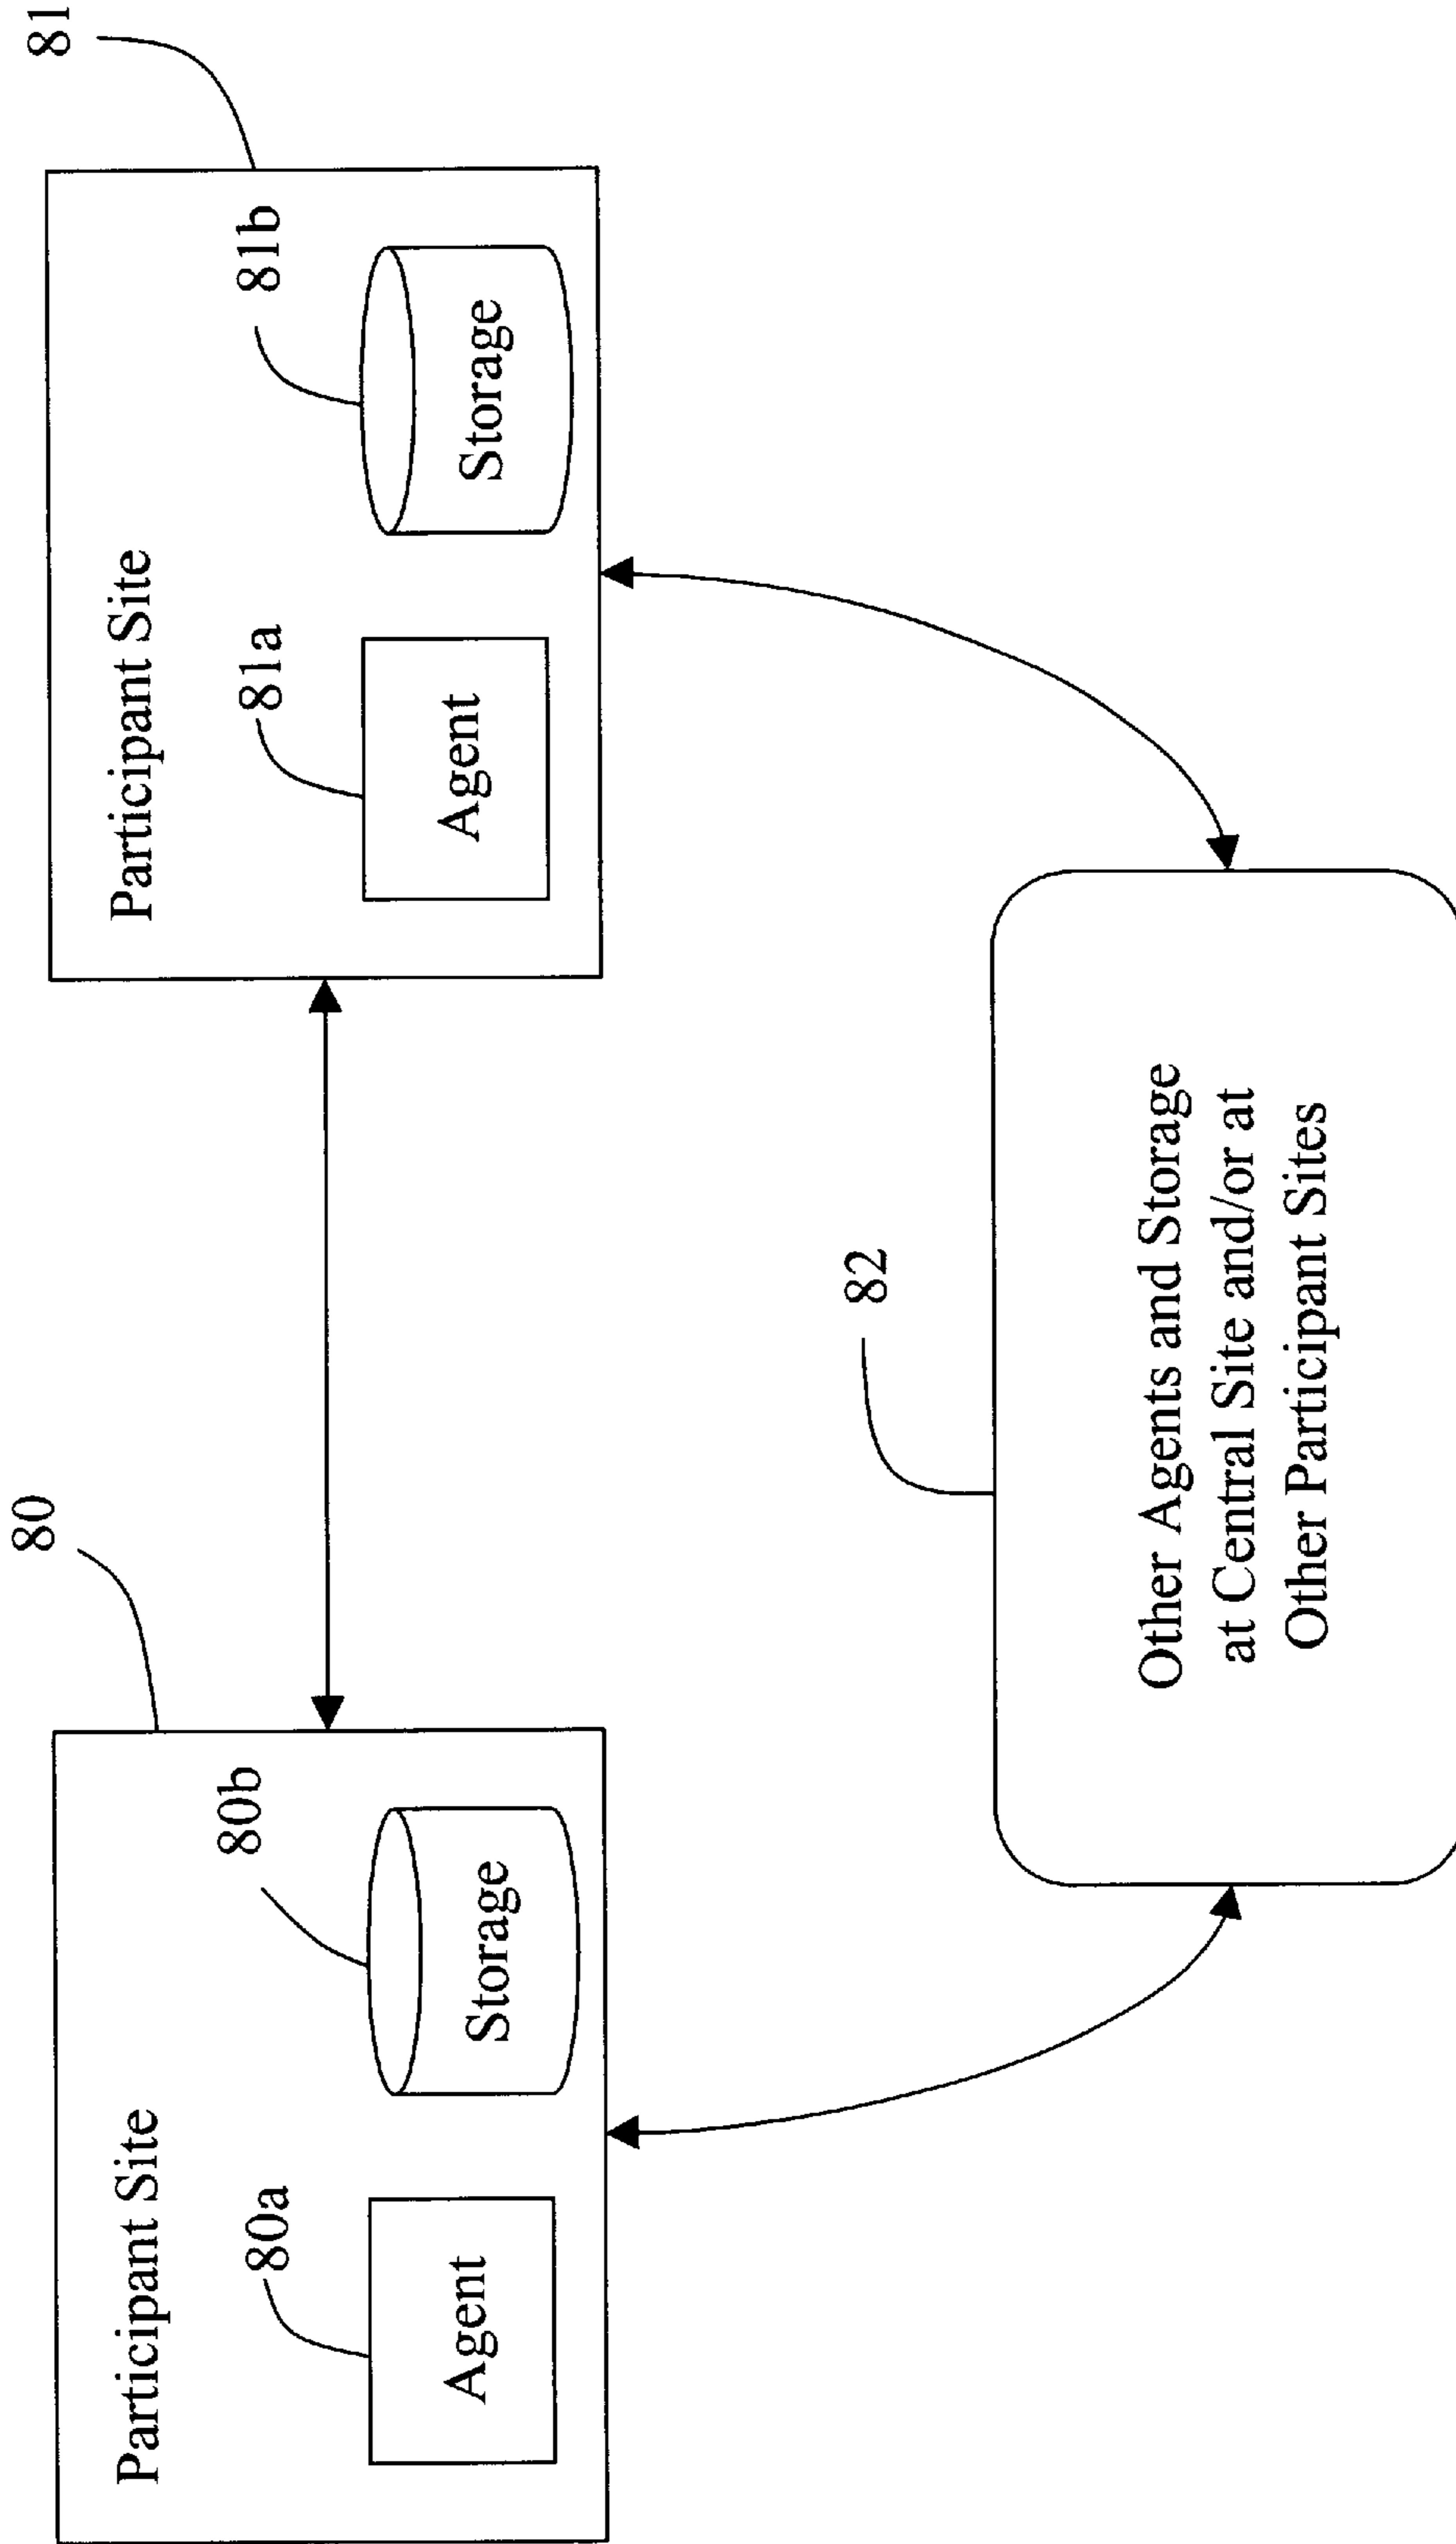 80
Participant Site
80a
80b
Agent
Storage
81
Participant Site
81a
81b
Agent
Storage
82
Other Agents and Storage
at Central Site and/or at
Other Participant Sites